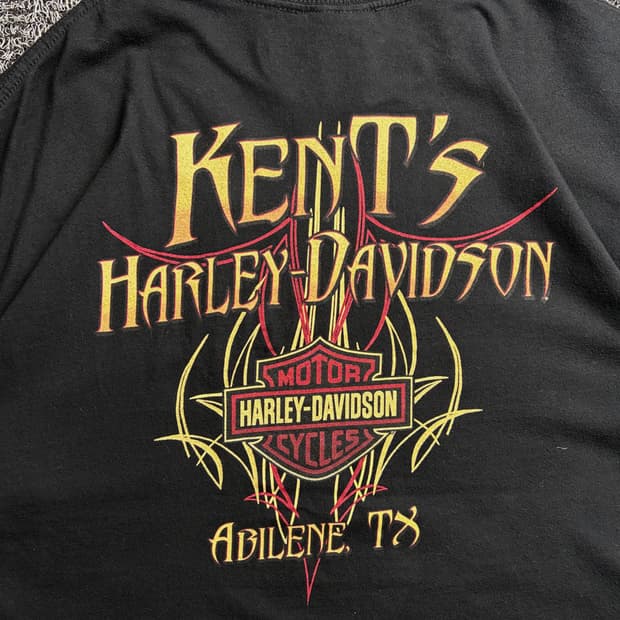 KENT'S
HARLEY-DAVIDSON
MOTOR
HARLEY-DAVIDSON
CYCLES
ABILENE, TX